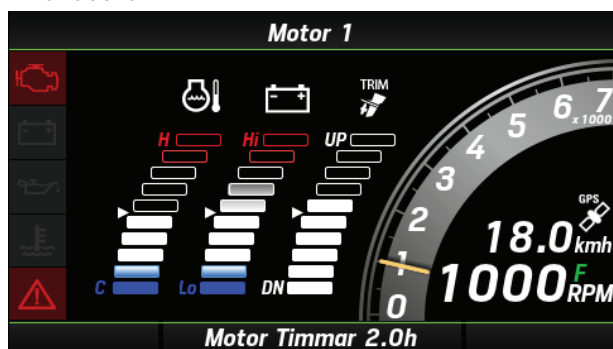 Motor 1
TRIM
H Hi UP
C Lo DN
0 1 2 3 4 5 6 7
x 1000
GPS
18.0 kmh
F
1000 RPM
Motor Timmar 2.0h